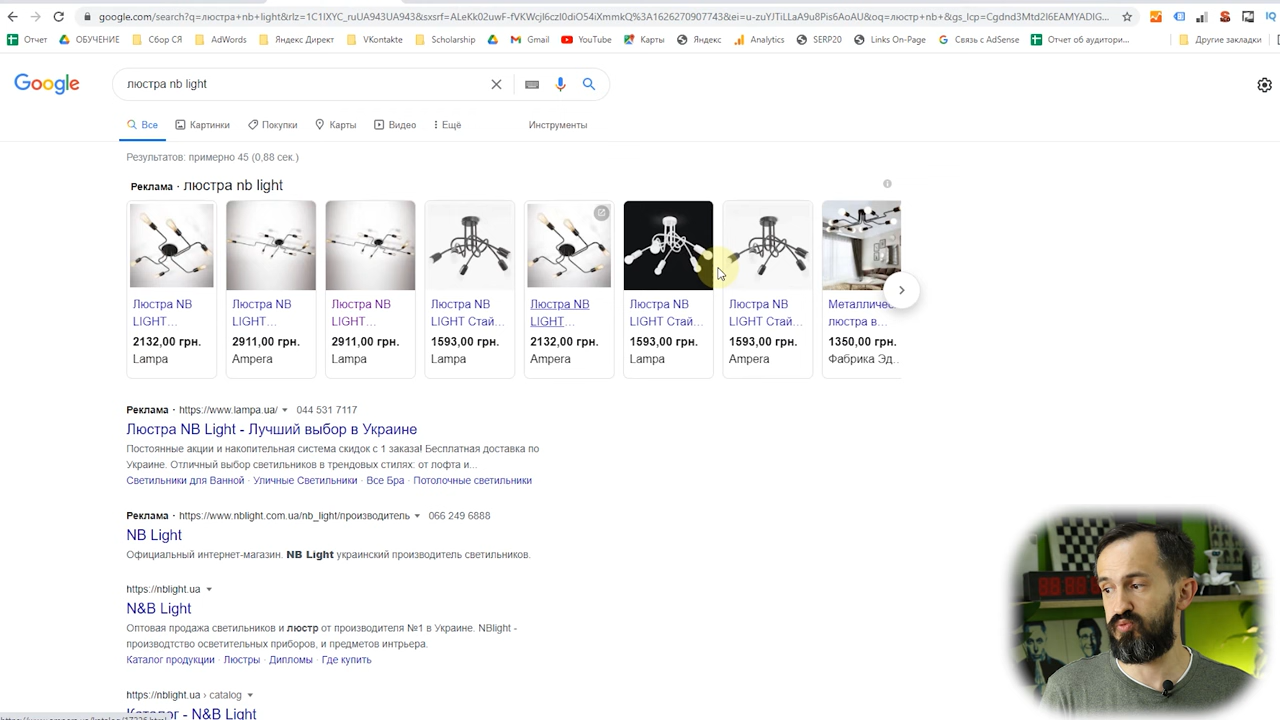 google.com/search?q=люстра+nb+light&rlz=1C1IXYC_ruUA943UA943&sxsrf=ALeKk02uwF-fVKWcjl6czI0diO54iXmmkQ%3A1626270907743&ei=u-zuYJTiLLaA9u8Pis6AoAU&oq=люстр+nb+&gs_lcp=Cgdnd3Mtd2l6EAMYADIG...
Отчет
ОБУЧЕНИЕ
Сбор СЯ
AdWords
Яндекс Директ
VKontakte
Scholarship
Gmail
YouTube
Карты
Яндекс
Analytics
SERP20
Links On-Page
Связь с AdSense
Отчет об аудитори...
Другие закладки
Google
люстра nb light
Все
Картинки
Покупки
Карты
Видео
Ещё
Инструменты
Результатов: примерно 45 (0,88 сек.)
Реклама · люстра nb light
Люстра NB LIGHT...
2132,00 грн.
Lampa
Люстра NB LIGHT...
2911,00 грн.
Ampera
Люстра NB LIGHT...
2911,00 грн.
Lampa
Люстра NB LIGHT Стай...
1593,00 грн.
Lampa
Люстра NB LIGHT...
2132,00 грн.
Ampera
Люстра NB LIGHT Стай...
1593,00 грн.
Lampa
Люстра NB LIGHT Стай...
1593,00 грн.
Ampera
Металличе
люстра в...
1350,00 грн.
Фабрика Эд
Реклама · https://www.lampa.ua/ 044 531 7117
Люстра NB Light - Лучший выбор в Украине
Постоянные акции и накопительная система скидок с 1 заказа! Бесплатная доставка по
Украине. Отличный выбор светильников в трендовых стилях: от лофта и...
Светильники для Ванной · Уличные Светильники · Все Бра · Потолочные светильники
Реклама · https://www.nblight.com.ua/nb_light/производитель 066 249 6888
NB Light
Официальный интернет-магазин. NB Light украинский производитель светильников.
https://nblight.ua
N&B Light
Оптовая продажа светильников и люстр от производителя №1 в Украине. NBlight -
производтство осветительных приборов, и предметов интрьера.
Каталог продукции · Люстры · Дипломы · Где купить
https://nblight.ua › catalog
Каталог - N&B Light